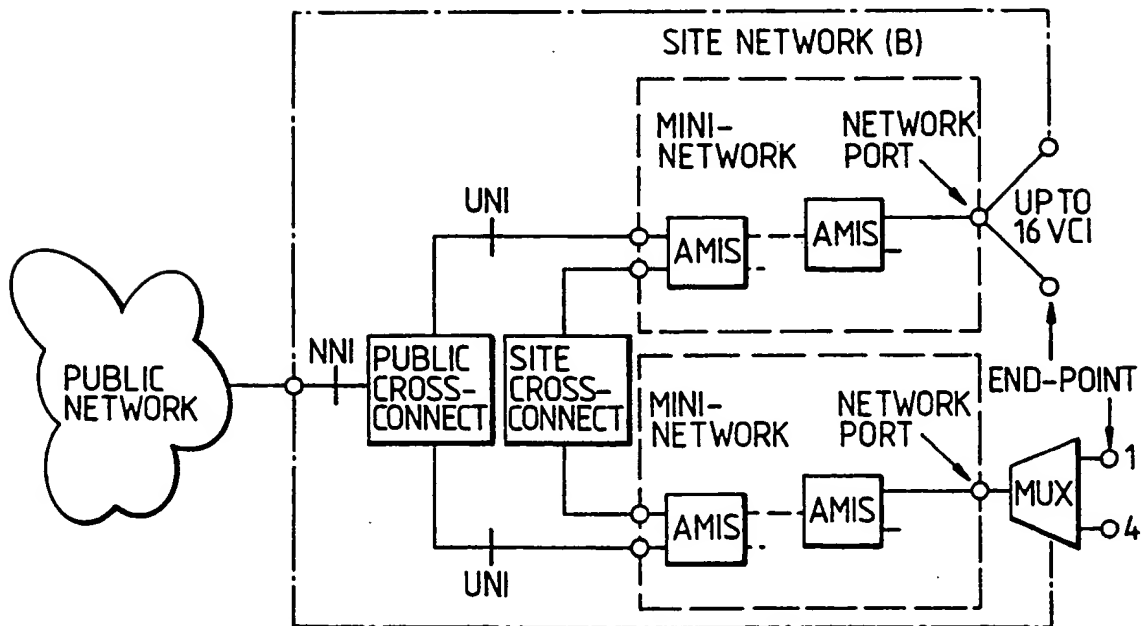 SITE NETWORK (B)
MINI-
NETWORK
NETWORK
PORT
UNI
UP TO
16 VCI
AMIS
AMIS
PUBLIC
NETWORK
NNI
PUBLIC
CROSS-
CONNECT
SITE
CROSS-
CONNECT
END-POINT
MINI-
NETWORK
NETWORK
PORT
1
MUX
AMIS
AMIS
4
UNI